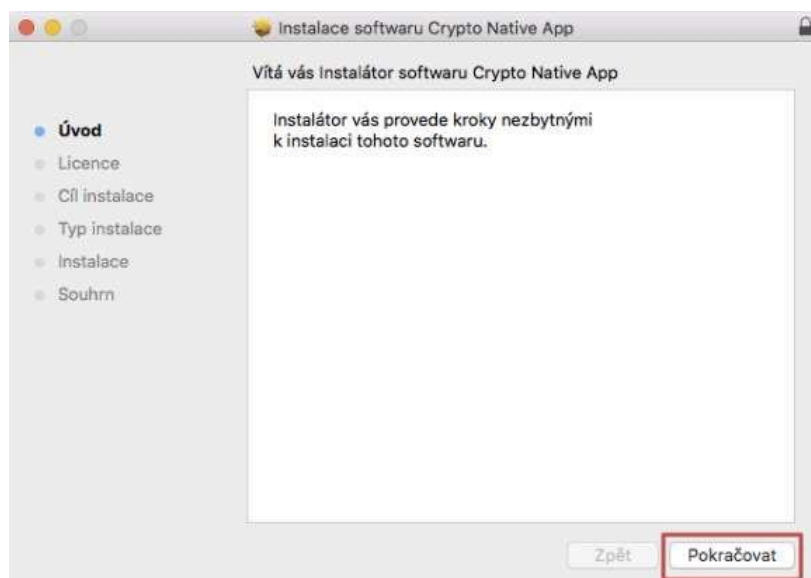 Instalace softwaru Crypto Native App
Vítá vás Instalátor softwaru Crypto Native App
Úvod
Licence
Cíl instalace
Typ instalace
Instalace
Souhrn
Instalátor vás provede kroky nezbytnými
k instalaci tohoto softwaru.
Zpět
Pokračovat